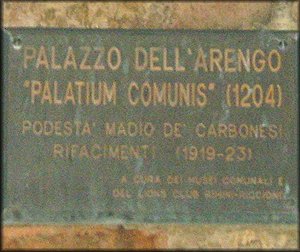 PALAZZO DELL'ARENGO
"PALATIUM COMUNIS" (1204)
PODESTA' MADIO DE' CARBONESI
RIFACIMENTI (1919-23)
A CURA DEI MUSEI COMUNALI E
DEL LIONS CLUB RIMINI-RICCIONE